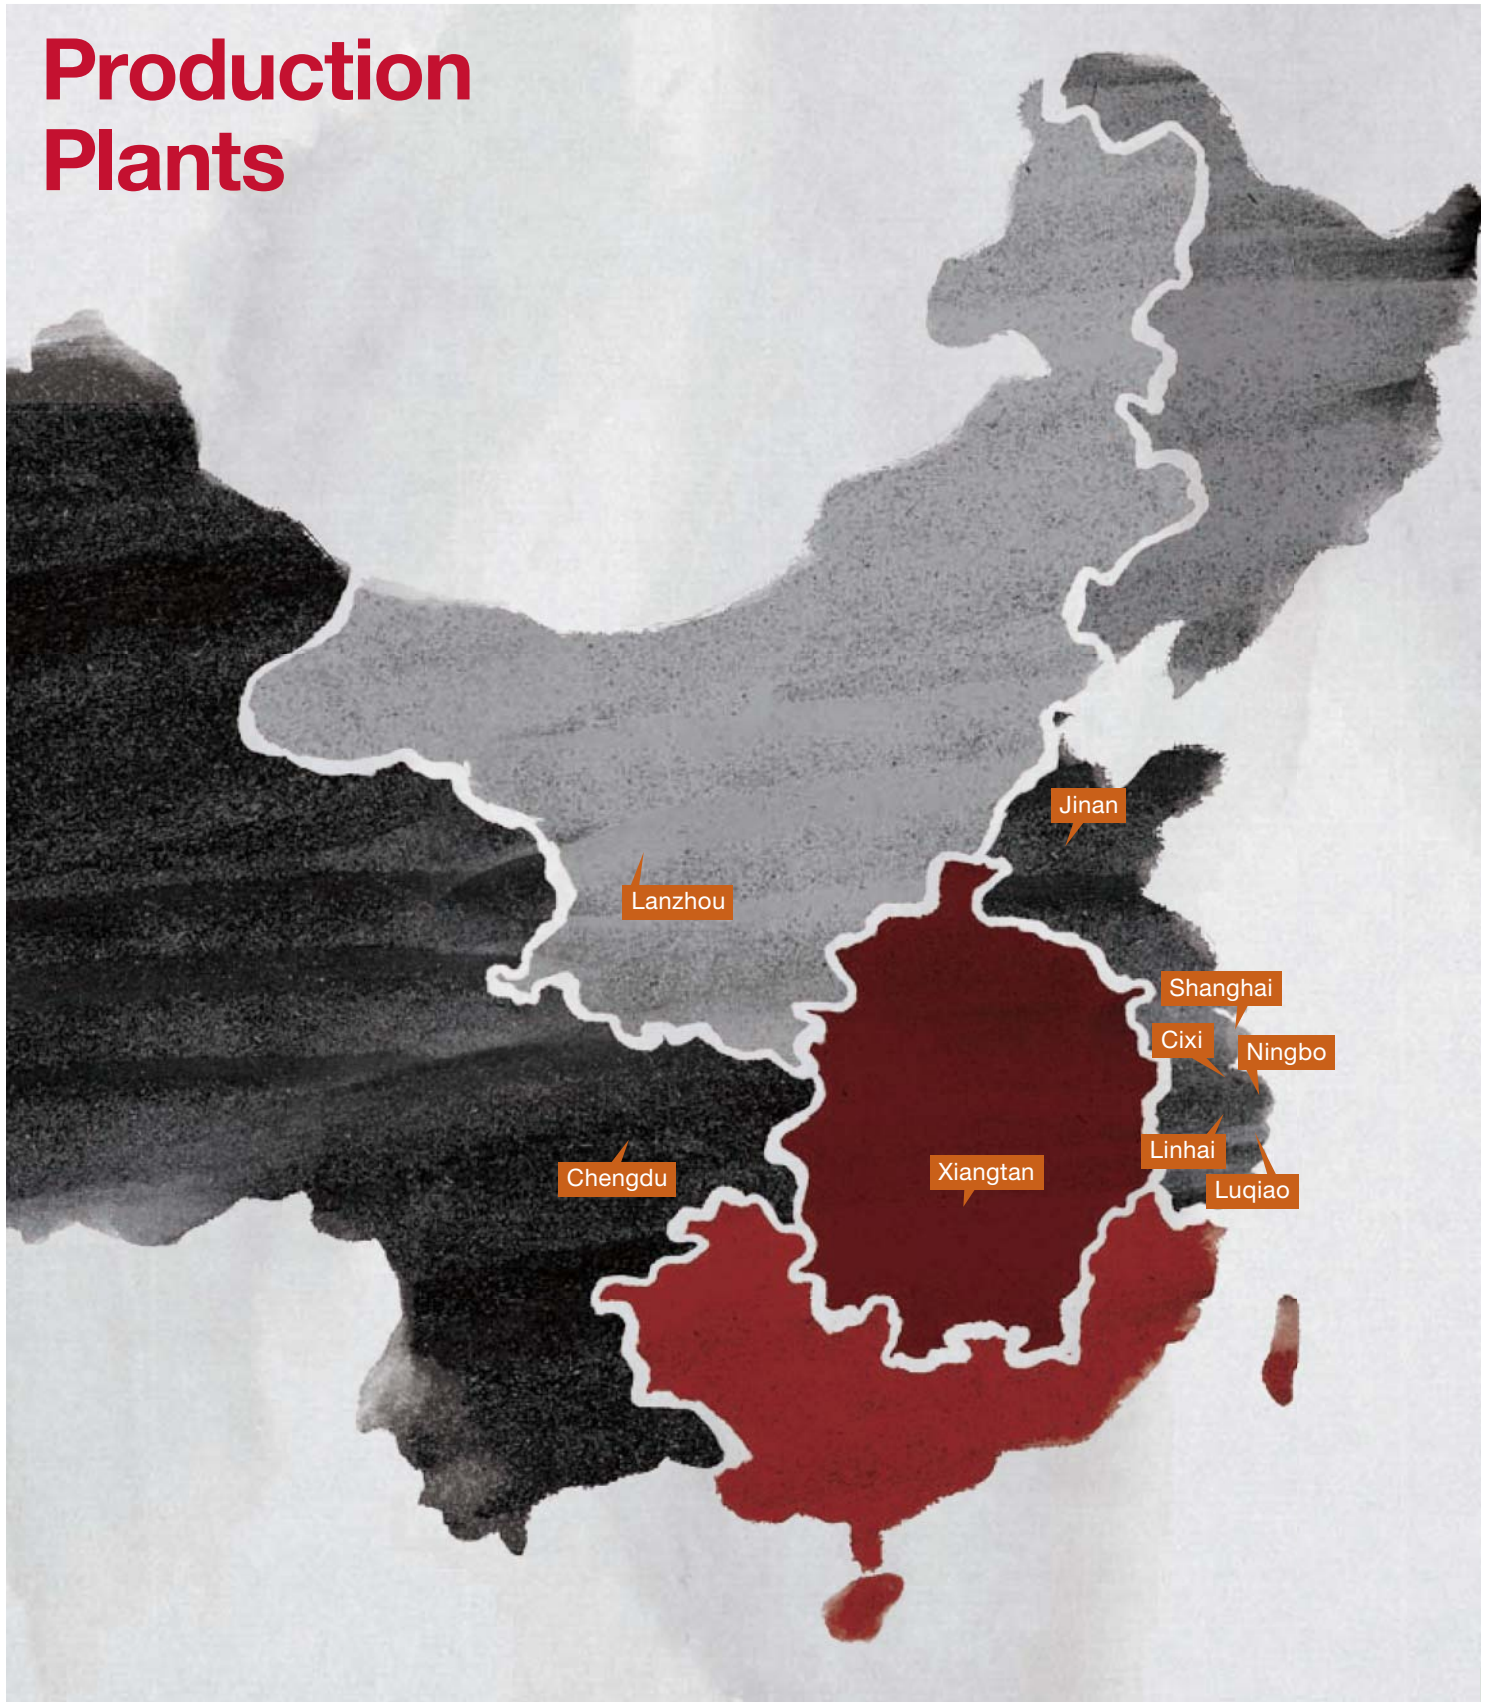 Production
Plants
Jinan
Lanzhou
Shanghai
Cixi
Ningbo
Linhai
Chengdu
Xiangtan
Luqiao